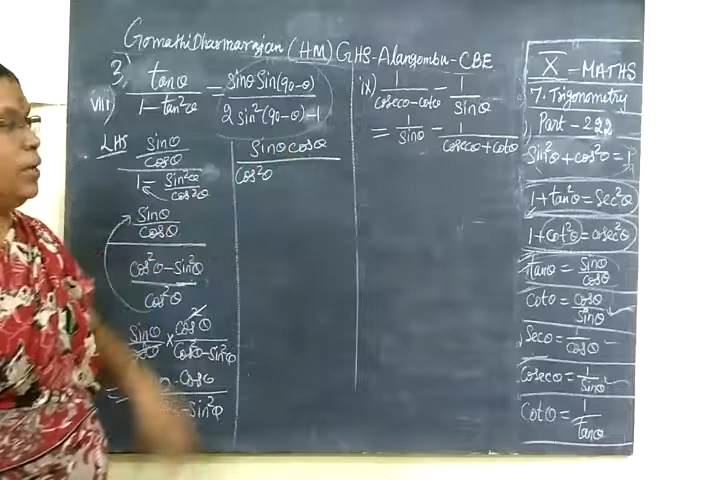 Gomathi Dharmarajan (HM) GHS-Alangombu-CBE
3) tanθ / 1 - tan²θ = sinθ sin(90-θ) / 2 sin²(90-θ) - 1
viii)
LHS sinθ/cosθ / 1 - sin²θ/cos²θ
sinθ/cosθ
cos²θ - sin²θ / cos²θ
sinθ/cosθ × cos²θ / cos²θ - sin²θ
= cosθ / - sin²θ
sinθ cosθ / cos²θ
ix) 1/cosecθ - cotθ - 1/sinθ
= 1/sinθ - 1/cosecθ + cotθ
X - MATHS
7. Trigonometry
Part - 222
sin²θ + cos²θ = 1
1 + tan²θ = sec²θ
1 + cot²θ = cosec²θ
tanθ = sinθ/cosθ
cotθ = cosθ/sinθ
secθ = 1/cosθ
cosecθ = 1/sinθ
cotθ = 1/tanθ